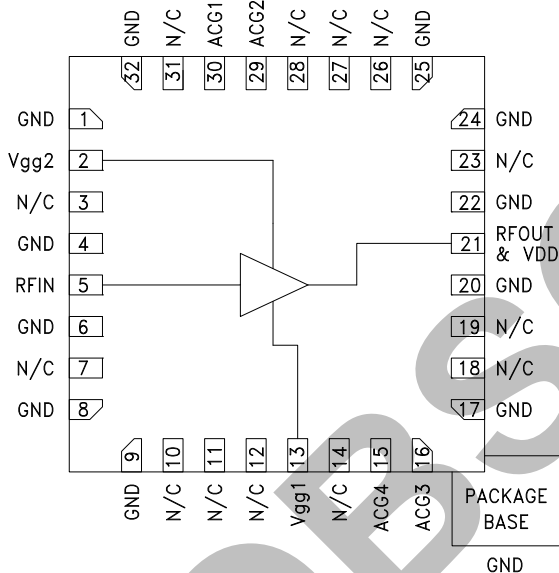 GND N/C ACG1 ACG2 N/C N/C N/C GND
32 31 30 29 28 27 26 25
GND 1
Vgg2 2
N/C 3
GND 4
RFIN 5
GND 6
N/C 7
GND 8
24 GND
23 N/C
22 GND
21 RFOUT
& VDD
20 GND
19 N/C
18 N/C
17 GND
9 10 11 12 13 14 15 16
GND N/C N/C N/C Vgg1 N/C ACG4 ACG3
PACKAGE
BASE
GND
OBSO